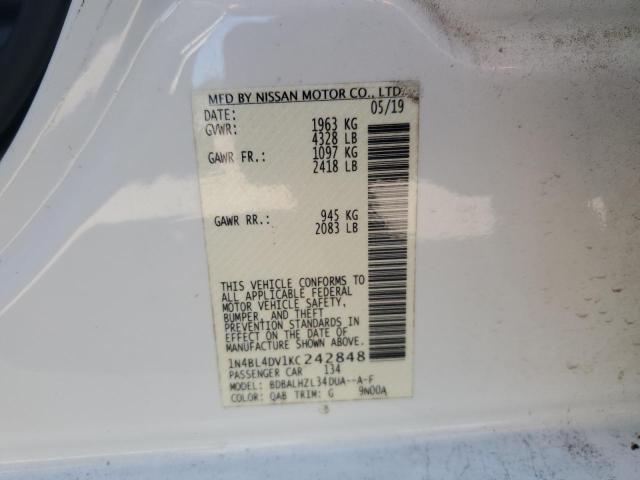 MFD BY NISSAN MOTOR CO., LTD.
DATE: 05/19
GVWR: 1963 KG
4328 LB
GAWR FR.: 1097 KG
2418 LB
GAWR RR.: 945 KG
2083 LB
THIS VEHICLE CONFORMS TO
ALL APPLICABLE FEDERAL
MOTOR VEHICLE SAFETY,
BUMPER, AND THEFT
PREVENTION STANDARDS IN
EFFECT ON THE DATE OF
MANUFACTURE SHOWN ABOVE.
1N4BL4DV1KC242848
PASSENGER CAR 134
MODEL: BDBALHZL34DUA--A-F
COLOR: QAB TRIM: G 9N00A